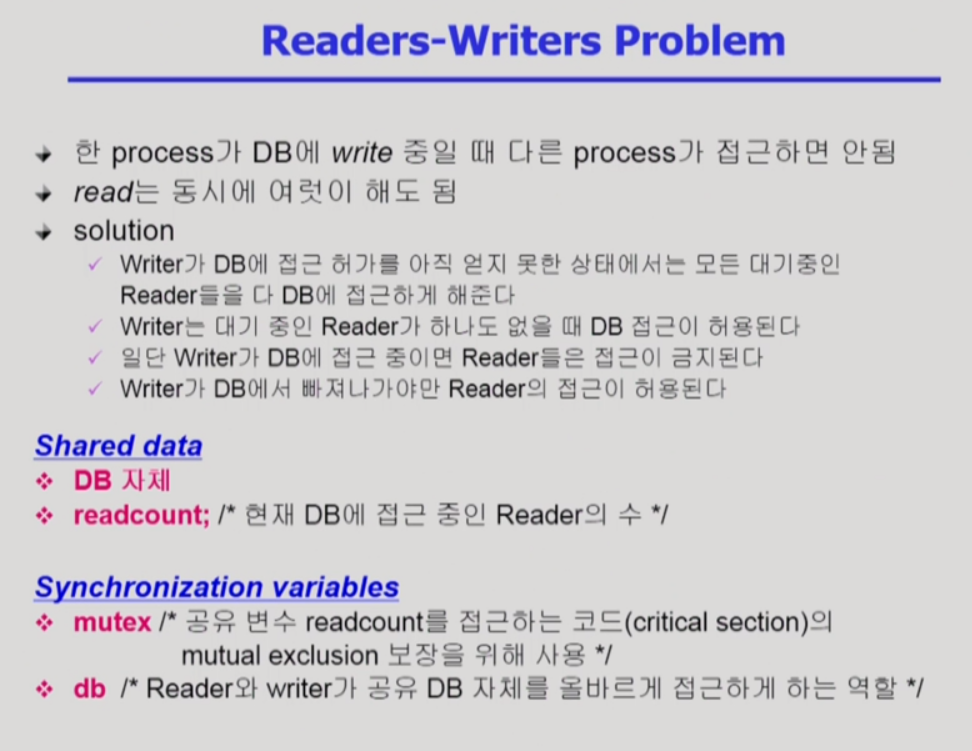 Readers-Writers Problem
한 process가 DB에 write 중일 때 다른 process가 접근하면 안됨
read는 동시에 여럿이 해도 됨
solution
Writer가 DB에 접근 허가를 아직 얻지 못한 상태에서는 모든 대기중인
Reader들을 다 DB에 접근하게 해준다
Writer는 대기 중인 Reader가 하나도 없을 때 DB 접근이 허용된다
일단 Writer가 DB에 접근 중이면 Reader들은 접근이 금지된다
Writer가 DB에서 빠져나가야만 Reader의 접근이 허용된다
Shared data
DB 자체
readcount; /* 현재 DB에 접근 중인 Reader의 수 */
Synchronization variables
mutex /* 공유 변수 readcount를 접근하는 코드(critical section)의
mutual exclusion 보장을 위해 사용 */
db /* Reader와 writer가 공유 DB 자체를 올바르게 접근하게 하는 역할 */